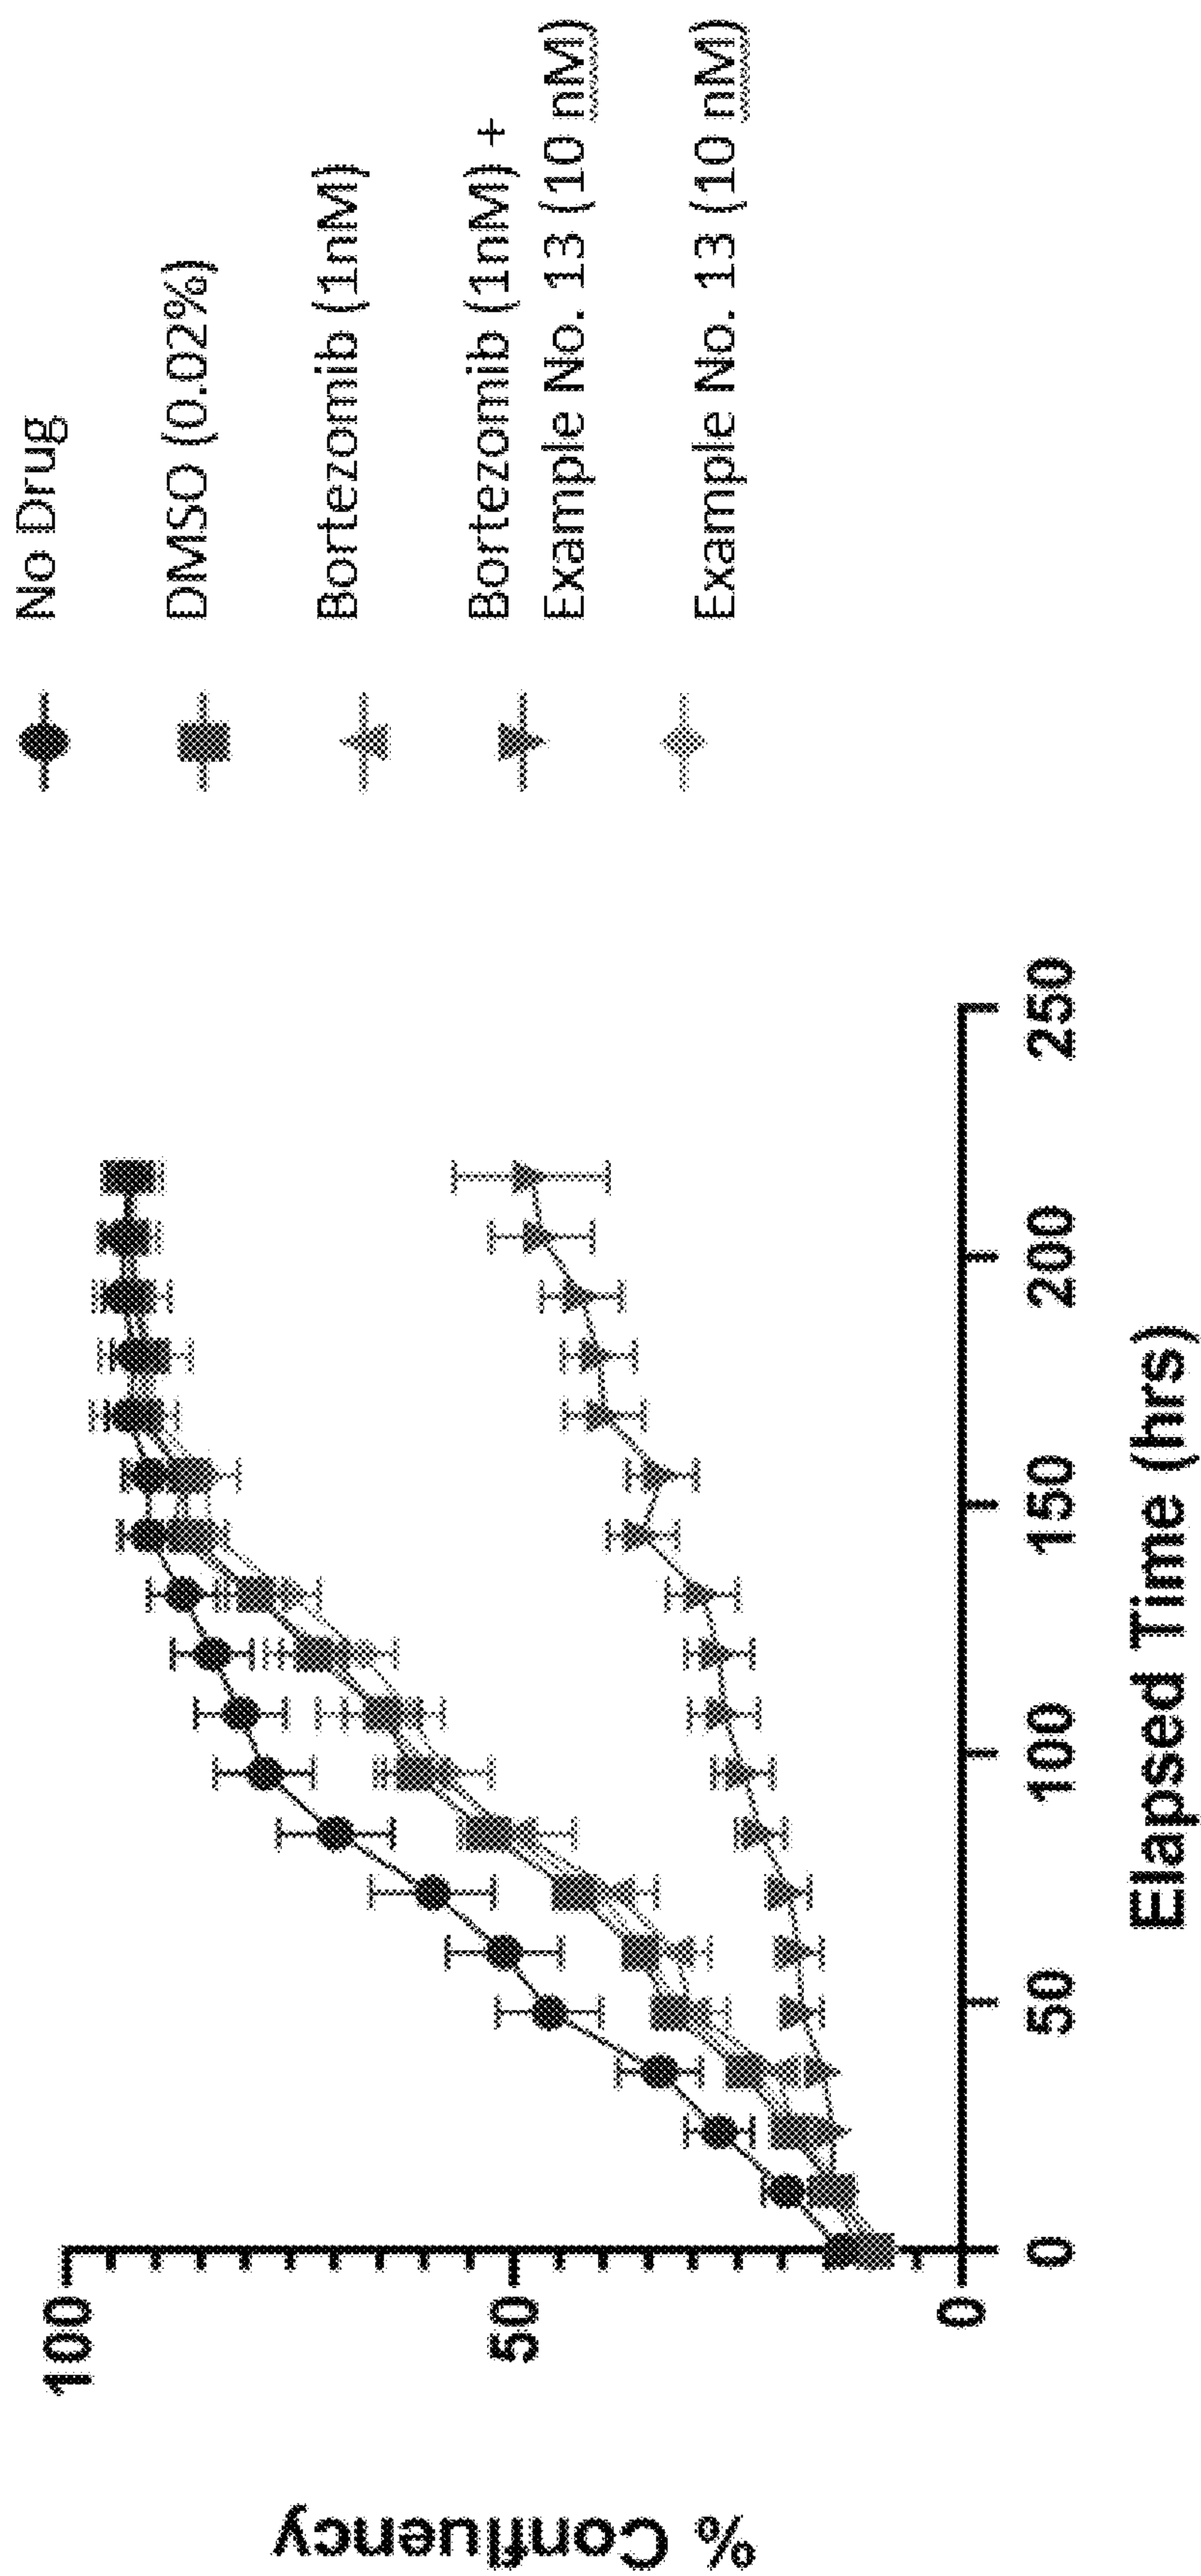 No Drug
DMSO (0.02%)
Bortezomib (1nM)
Bortezomib (1nM) +
Example No. 13 (10 nM)
Example No. 13 (10 nM)
% Confluency
100
50
0
0
50
100
150
200
250
Elapsed Time (hrs)